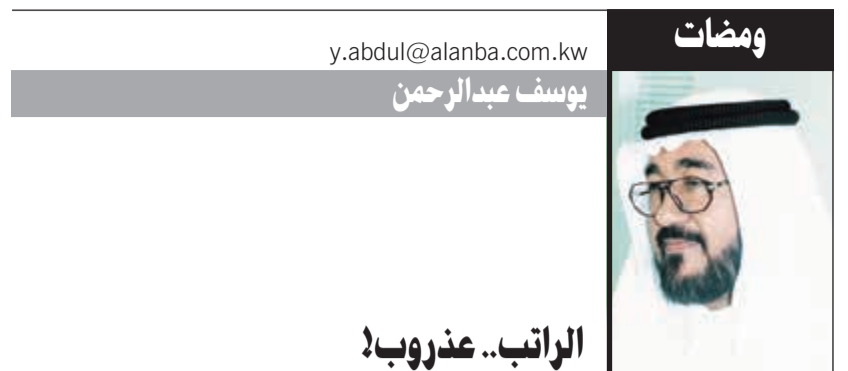 ومضات
y.abdul@alanba.com.kw
يوسف عبدالرحمن
الراتب.. عذروب!